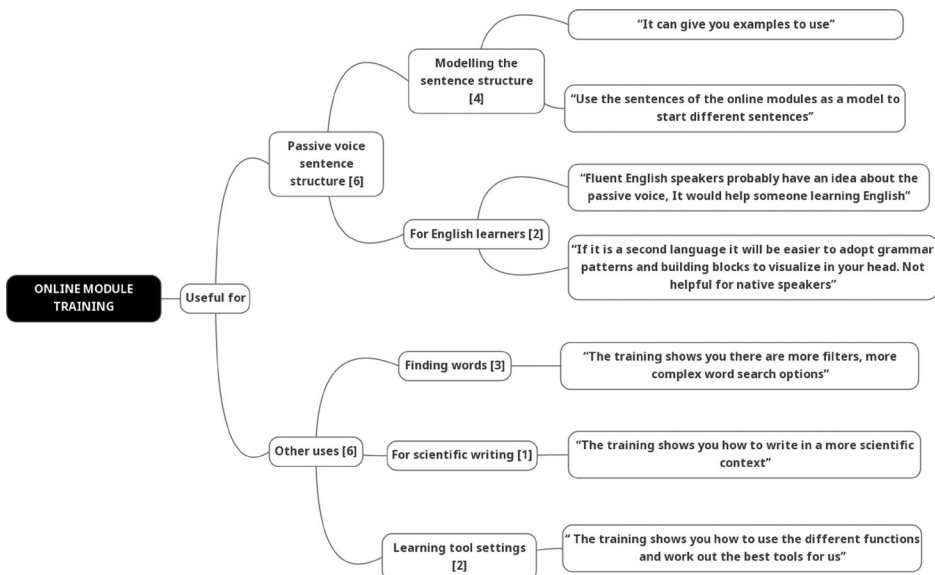 ONLINE MODULE
TRAINING
Useful for
Passive voice
sentence
structure [6]
Modelling the
sentence structure
[4]
“It can give you examples to use”
“Use the sentences of the online modules as a model to
start different sentences”
For English learners [2]
“Fluent English speakers probably have an idea about the
passive voice, It would help someone learning English”
“If it is a second language it will be easier to adopt grammar
patterns and building blocks to visualize in your head. Not
helpful for native speakers”
Other uses [6]
Finding words [3]
“The training shows you there are more filters, more
complex word search options”
For scientific writing [1]
“The training shows you how to write in a more scientific
context”
Learning tool settings
[2]
“ The training shows you how to use the different functions
and work out the best tools for us”